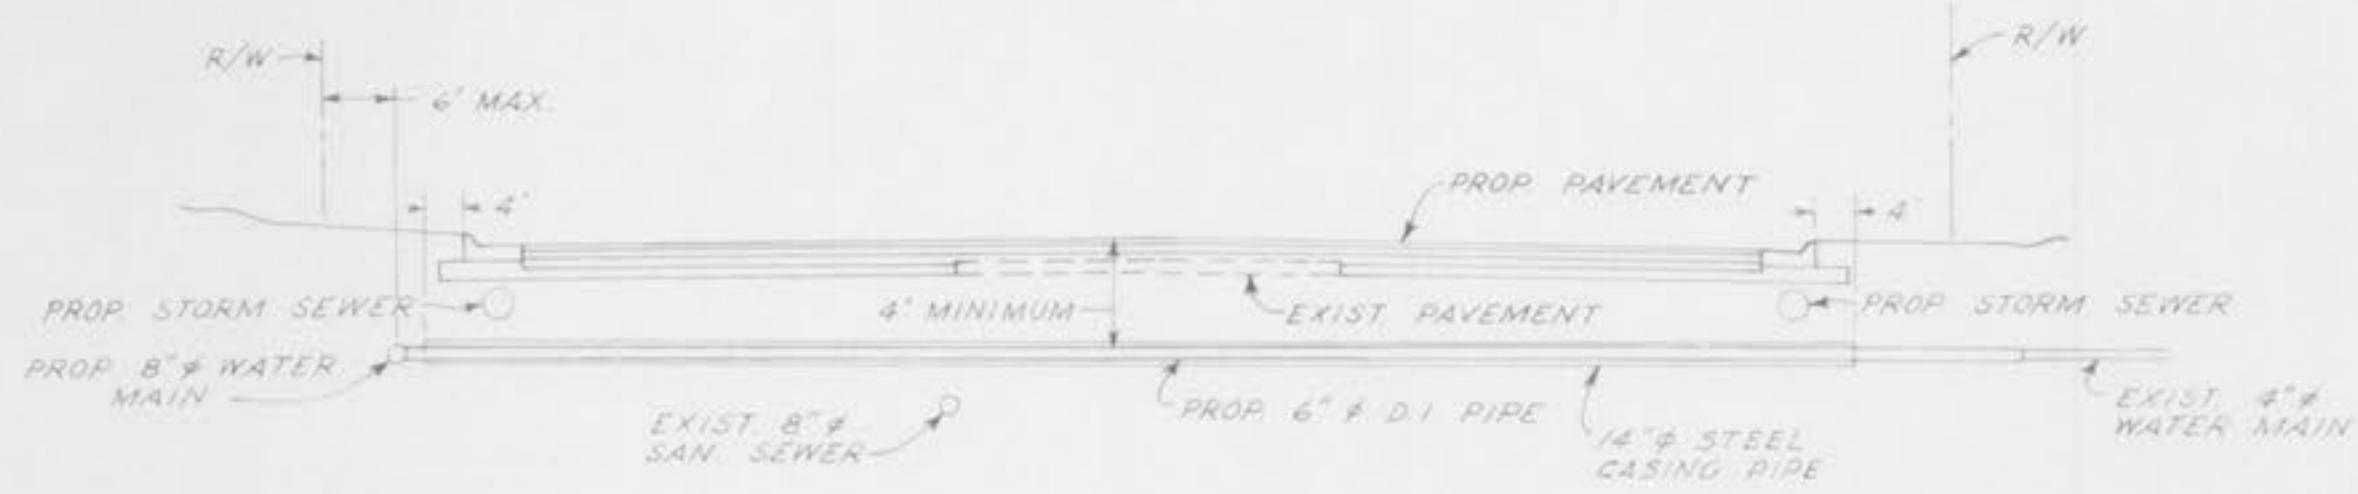 R/W
R/W
6' MAX.
PROP. PAVEMENT
4'
4'
PROP. STORM SEWER
4' MINIMUM
EXIST. PAVEMENT
PROP. STORM SEWER
PROP. 8"φ WATER
MAIN
EXIST. 8"φ
SAN. SEWER
PROP. 6"φ D.I. PIPE
14"φ STEEL
CASING PIPE
EXIST. 4"φ
WATER MAIN